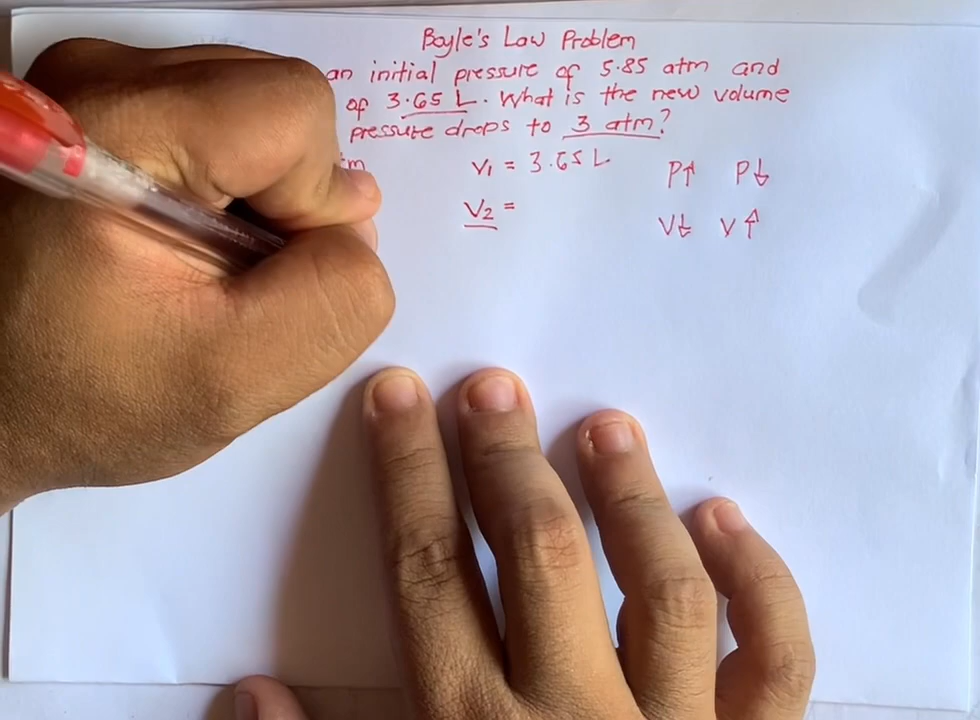 Boyle's Law Problem
an initial pressure of 5.85 atm and
of 3.65 L. What is the new volume
pressure drops to 3 atm?
V1 = 3.65 L P↑ P↓
V2 =
V↓ V↑